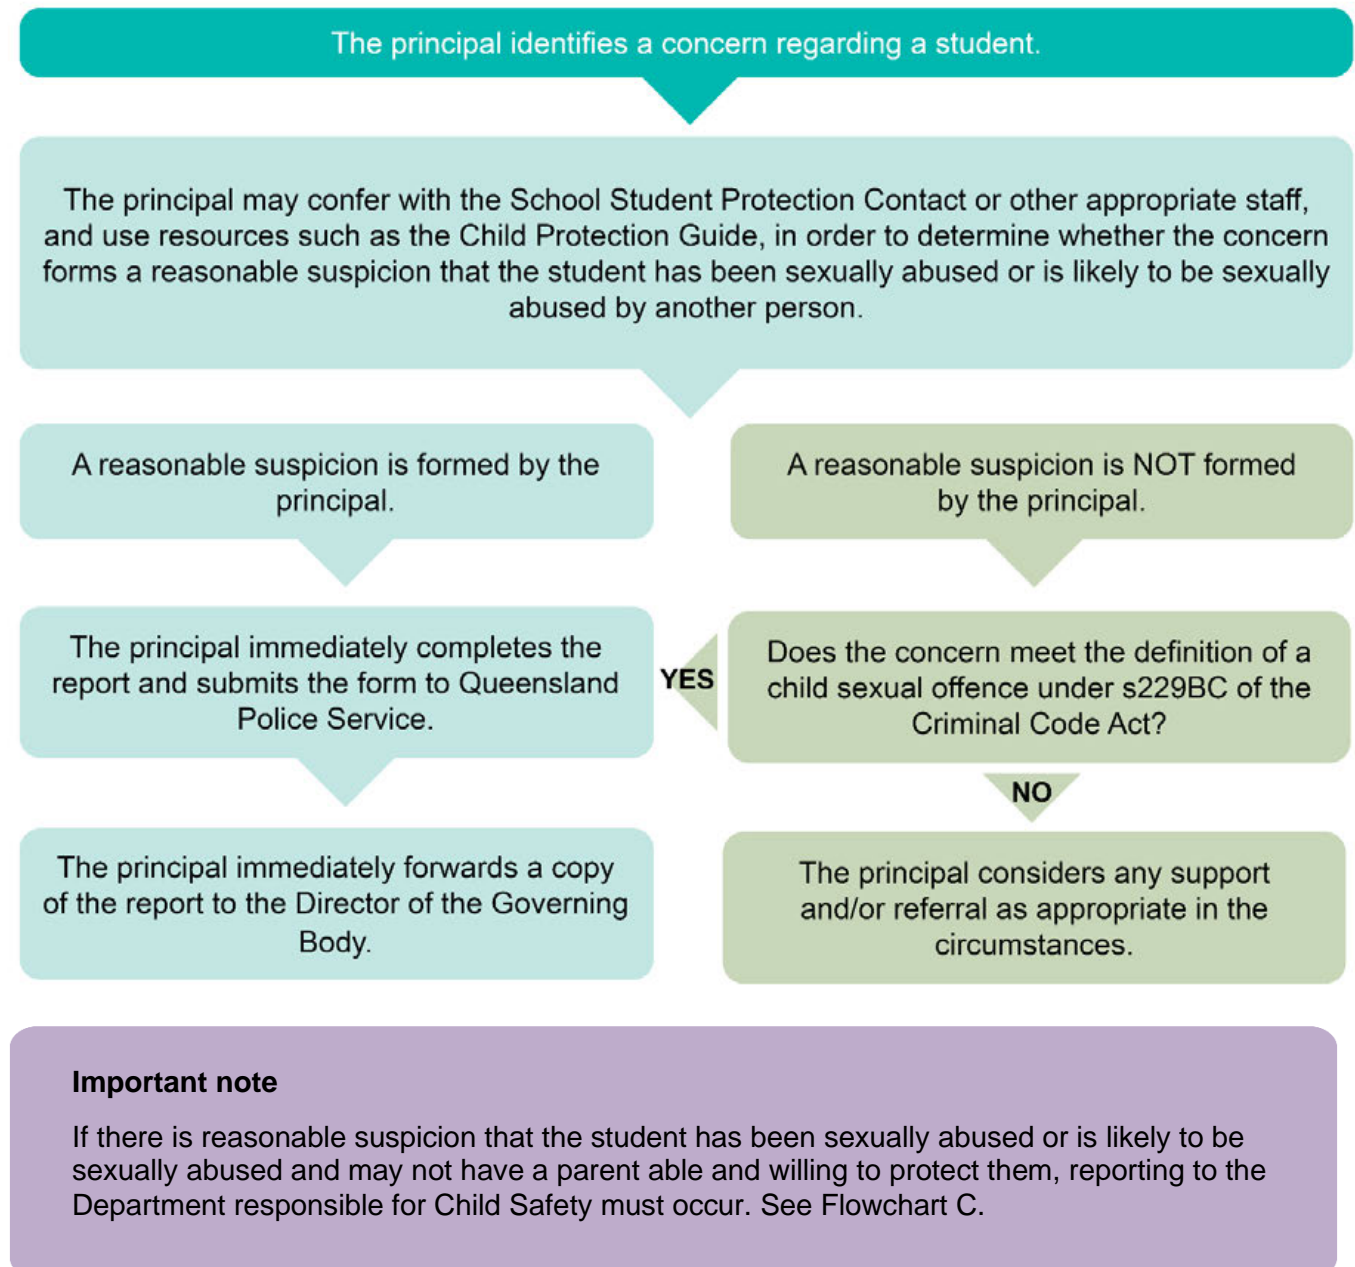 The principal identifies a concern regarding a student.
The principal may confer with the School Student Protection Contact or other appropriate staff,
and use resources such as the Child Protection Guide, in order to determine whether the concern
forms a reasonable suspicion that the student has been sexually abused or is likely to be sexually
abused by another person.
A reasonable suspicion is formed by the
principal.
A reasonable suspicion is NOT formed
by the principal.
The principal immediately completes the
report and submits the form to Queensland
Police Service.
YES
Does the concern meet the definition of a
child sexual offence under s229BC of the
Criminal Code Act?
NO
The principal immediately forwards a copy
of the report to the Director of the Governing
Body.
The principal considers any support
and/or referral as appropriate in the
circumstances.
Important note
If there is reasonable suspicion that the student has been sexually abused or is likely to be
sexually abused and may not have a parent able and willing to protect them, reporting to the
Department responsible for Child Safety must occur. See Flowchart C.